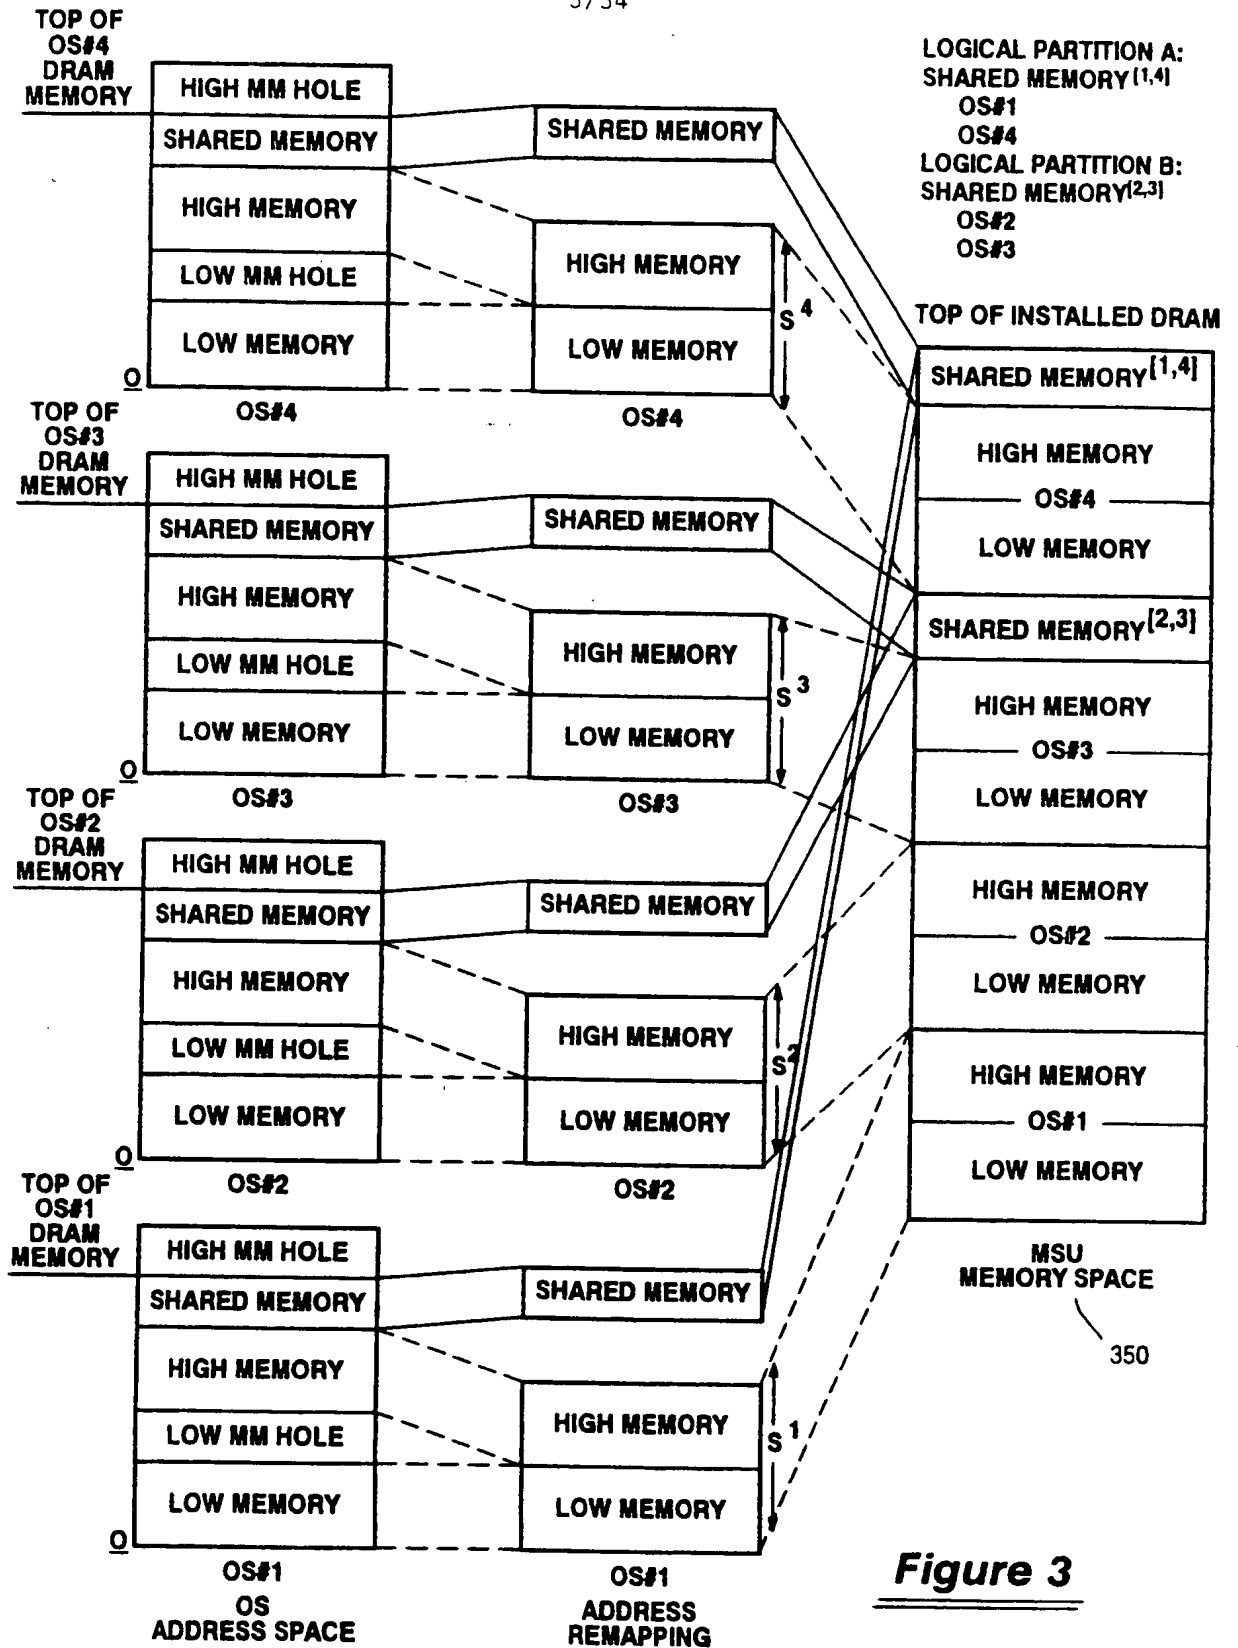 3/54
TOP OF
OS#4
DRAM
MEMORY
HIGH MM HOLE
SHARED MEMORY
HIGH MEMORY
LOW MM HOLE
LOW MEMORY
0
OS#4
SHARED MEMORY
HIGH MEMORY
LOW MEMORY
S4
OS#4
LOGICAL PARTITION A:
SHARED MEMORY[1,4]
OS#1
OS#4
LOGICAL PARTITION B:
SHARED MEMORY[2,3]
OS#2
OS#3
TOP OF
OS#3
DRAM
MEMORY
HIGH MM HOLE
SHARED MEMORY
HIGH MEMORY
LOW MM HOLE
LOW MEMORY
0
OS#3
SHARED MEMORY
HIGH MEMORY
LOW MEMORY
S3
OS#3
TOP OF
OS#2
DRAM
MEMORY
HIGH MM HOLE
SHARED MEMORY
HIGH MEMORY
LOW MM HOLE
LOW MEMORY
0
OS#2
SHARED MEMORY
HIGH MEMORY
LOW MEMORY
S2
OS#2
TOP OF
OS#1
DRAM
MEMORY
HIGH MM HOLE
SHARED MEMORY
HIGH MEMORY
LOW MM HOLE
LOW MEMORY
0
OS#1
OS
ADDRESS SPACE
SHARED MEMORY
HIGH MEMORY
LOW MEMORY
S1
OS#1
ADDRESS
REMAPPING
TOP OF INSTALLED DRAM
SHARED MEMORY[1,4]
HIGH MEMORY
OS#4
LOW MEMORY
SHARED MEMORY[2,3]
HIGH MEMORY
OS#3
LOW MEMORY
HIGH MEMORY
OS#2
LOW MEMORY
HIGH MEMORY
OS#1
LOW MEMORY
MSU
MEMORY SPACE
350
Figure 3